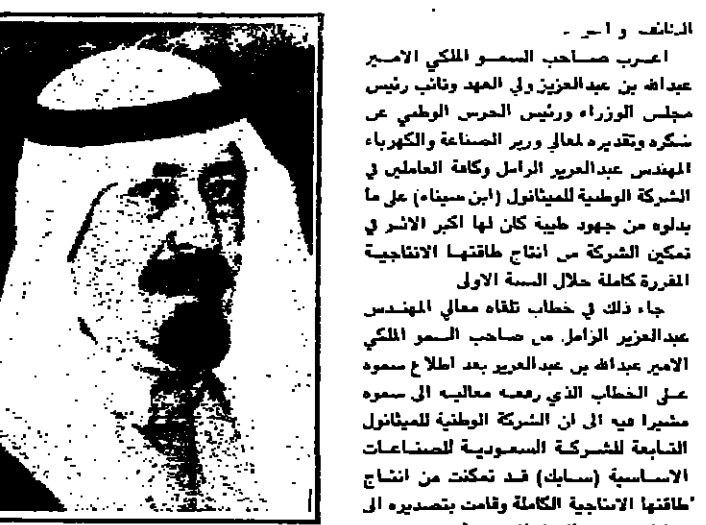 الطائف و أ س -
اعرب صاحب السمو الملكي الامير
عبدالله بن عبدالعزيز ولي العهد ونائب رئيس
مجلس الوزراء ورئيس الحرس الوطني عن
شكره وتقديره لمعالي وزير الصناعة والكهرباء
المهندس عبدالعزيز الزامل وكافة العاملين في
الشركة الوطنية للميثانول (ابن سيناء) على ما
بذلوه من جهود طيبة كان لها اكبر الاثر في
تمكين الشركة من انتاج طاقتها الانتاجية
المقررة كاملة خلال السنة الاولى
جاء ذلك في خطاب تلقاه معالي المهندس
عبدالعزيز الزامل من صاحب السمو الملكي
الامير عبدالله بن عبدالعزيز بعد اطلاع سموه
على الخطاب الذي رفعه معاليه الى سموه
مشيرا فيه الى ان الشركة الوطنية للميثانول
التابعة للشركة السعودية للصناعات
الاساسية (سابك) قد تمكنت من انتاج
طاقتها الانتاجية الكاملة وقامت بتصديره الى